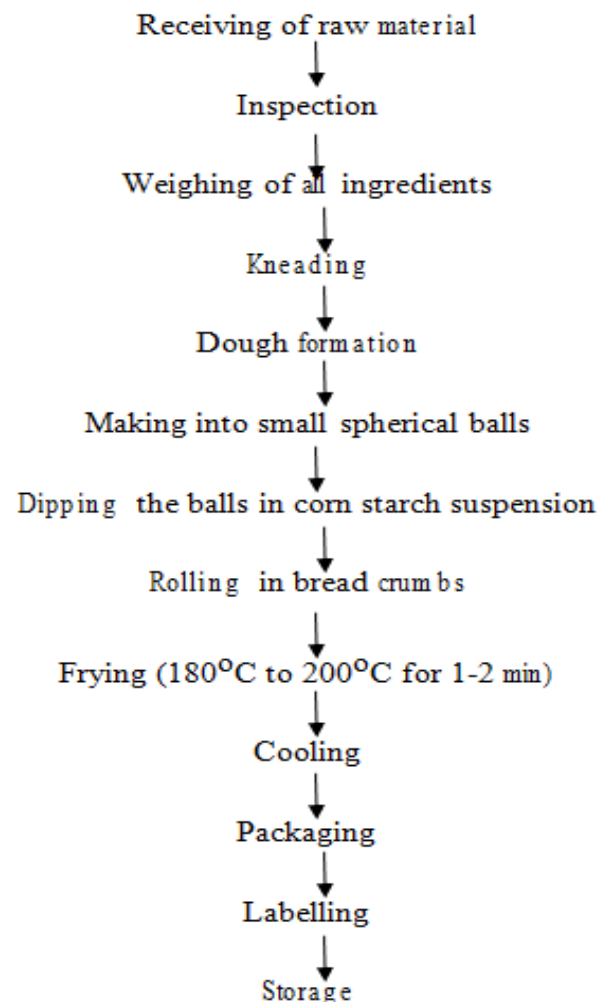 Receiving of raw material
Inspection
Weighing of all ingredients
Kneading
Dough formation
Making into small spherical balls
Dipping the balls in corn starch suspension
Rolling in bread crumbs
Frying (180°C to 200°C for 1-2 min)
Cooling
Packaging
Labelling
Storage